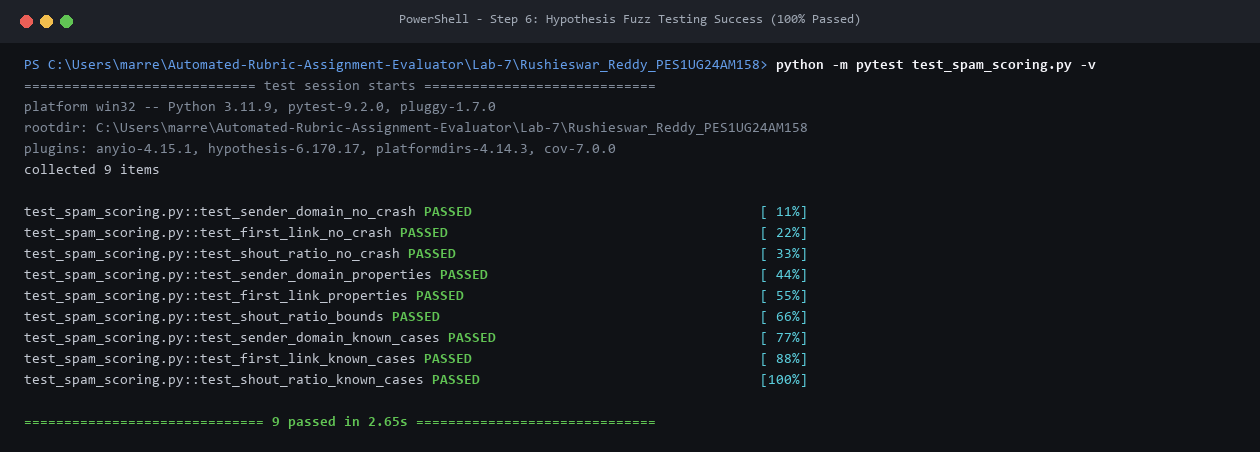 PowerShell - Step 6: Hypothesis Fuzz Testing Success (100% Passed)
PS C:\Users\marre\Automated-Rubric-Assignment-Evaluator\Lab-7\Rushieswar_Reddy_PES1UG24AM158> python -m pytest test_spam_scoring.py -v
============================= test session starts =============================
platform win32 -- Python 3.11.9, pytest-9.2.0, pluggy-1.7.0
rootdir: C:\Users\marre\Automated-Rubric-Assignment-Evaluator\Lab-7\Rushieswar_Reddy_PES1UG24AM158
plugins: anyio-4.15.1, hypothesis-6.170.17, platformdirs-4.14.3, cov-7.0.0
collected 9 items
test_spam_scoring.py::test_sender_domain_no_crash PASSED [ 11%]
test_spam_scoring.py::test_first_link_no_crash PASSED [ 22%]
test_spam_scoring.py::test_shout_ratio_no_crash PASSED [ 33%]
test_spam_scoring.py::test_sender_domain_properties PASSED [ 44%]
test_spam_scoring.py::test_first_link_properties PASSED [ 55%]
test_spam_scoring.py::test_shout_ratio_bounds PASSED [ 66%]
test_spam_scoring.py::test_sender_domain_known_cases PASSED [ 77%]
test_spam_scoring.py::test_first_link_known_cases PASSED [ 88%]
test_spam_scoring.py::test_shout_ratio_known_cases PASSED [100%]
============================== 9 passed in 2.65s ==============================